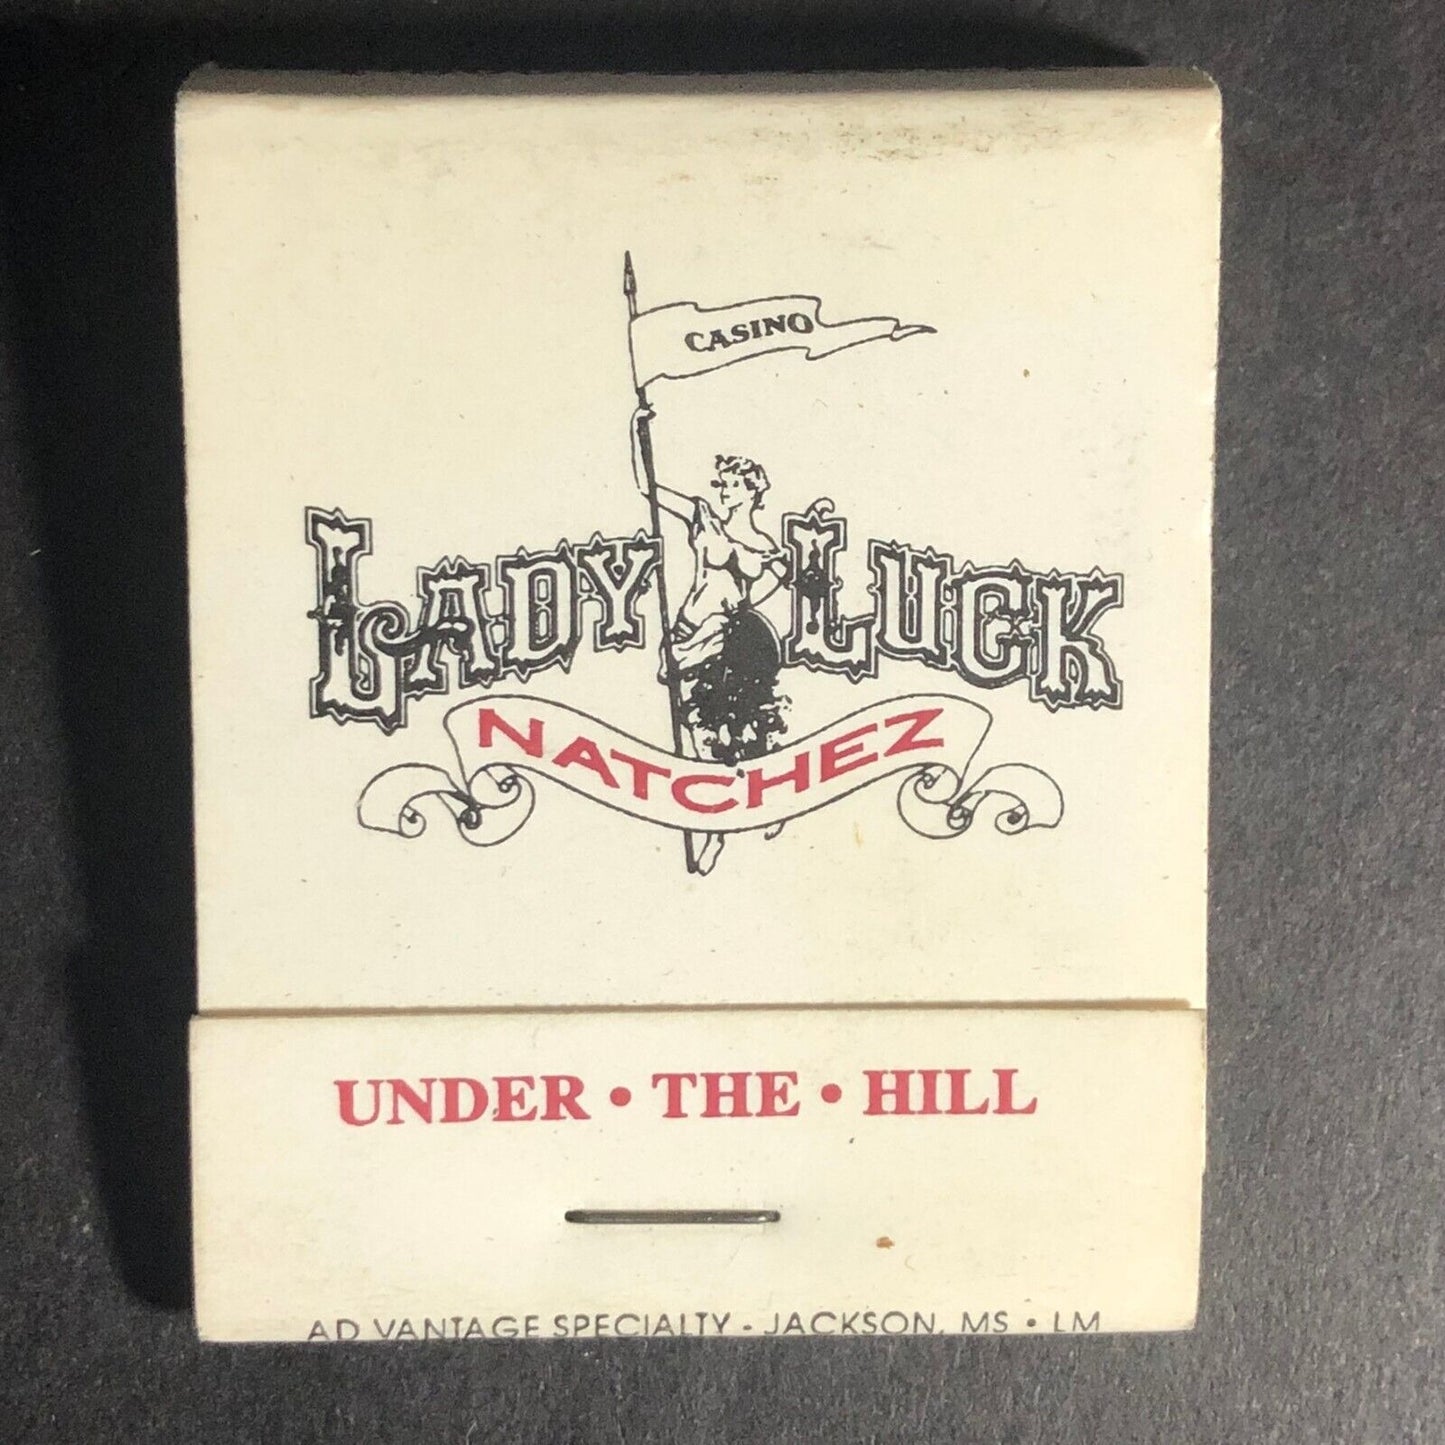 CASINO
LADY LUCK
NATCHEZ
UNDER • THE • HILL
AD VANTAGE SPECIALTY - JACKSON, MS • LM